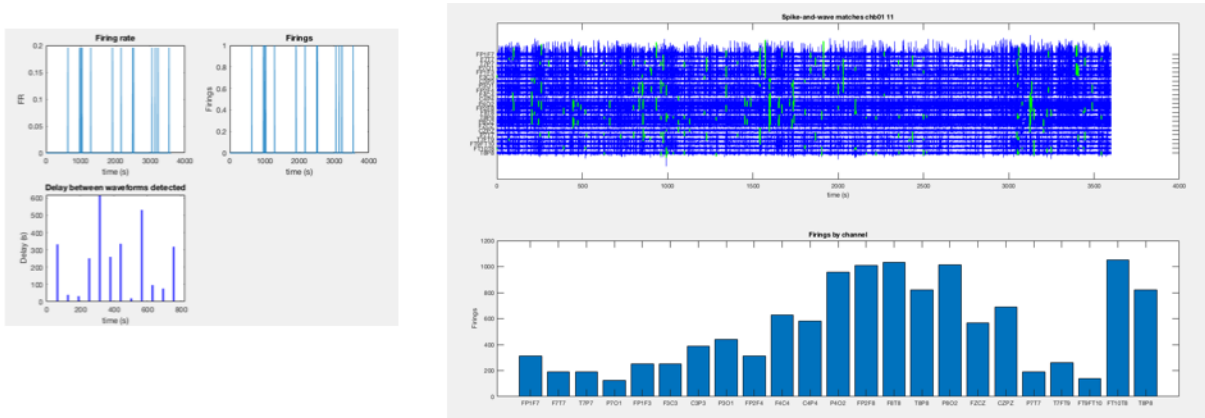 Spike-and-wave matches chb01 11
Firing rate
Firings
0.2
0.15
0.1
0.05
0
FR
0 1000 2000 3000 4000
time (s)
1
0.8
0.6
0.4
0.2
0
Firings
0 1000 2000 3000 4000
time (s)
Delay between waveforms detected
600
500
400
300
200
100
0
Delay (s)
0 200 400 600 800
time (s)
FP1F7
T8P8
0 500 1000 1500 2000 2500 3000 3500 4000
Firings by channel
1200
1000
800
600
400
200
0
Firings
FP1F7 F7T7 T7P7 P7O1 FP1F3 F3C3 C3P3 P3O1 FP2F4 F4C4 C4P4 P4O2 FP2F8 F8T8 T8P8 P8O2 FZCZ CZPZ P7T7 T7FT9 FT9FT10 FT10T8 T8P8